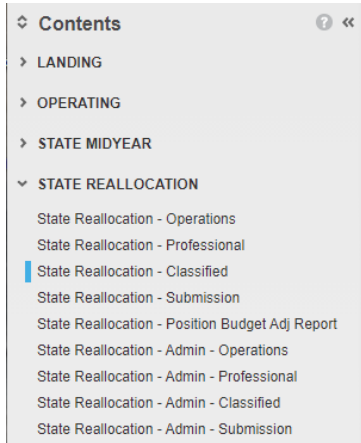 Contents
LANDING
OPERATING
STATE MIDYEAR
STATE REALLOCATION
State Reallocation - Operations
State Reallocation - Professional
State Reallocation - Classified
State Reallocation - Submission
State Reallocation - Position Budget Adj Report
State Reallocation - Admin - Operations
State Reallocation - Admin - Professional
State Reallocation - Admin - Classified
State Reallocation - Admin - Submission